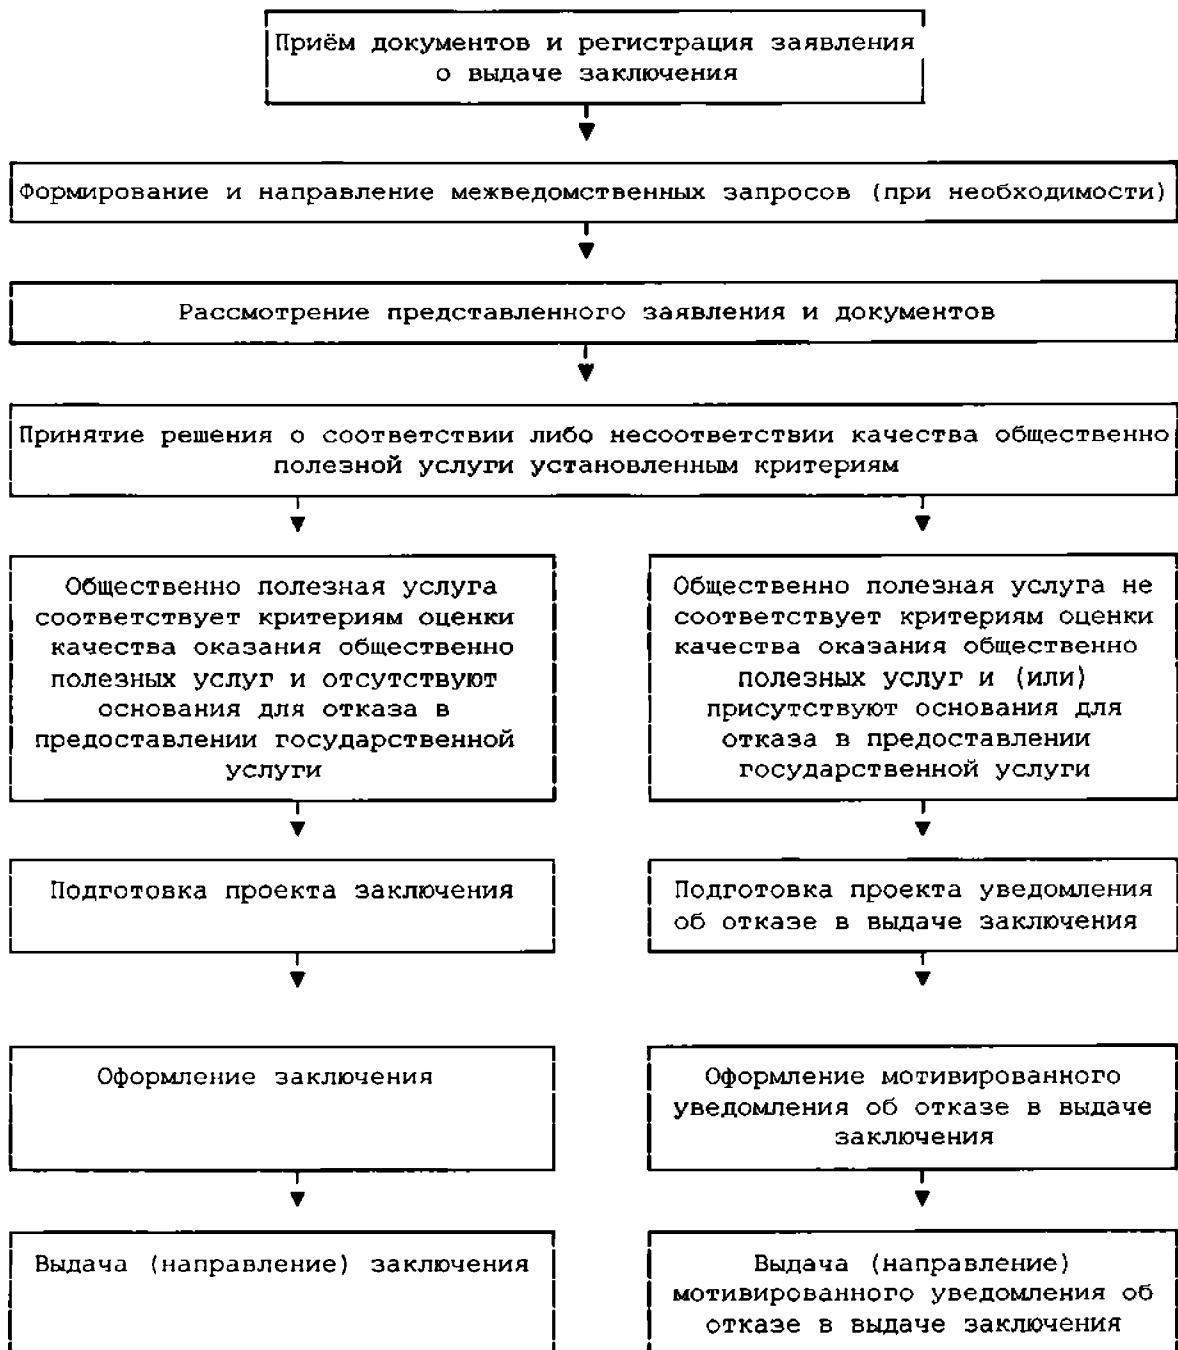 Приём документов и регистрация заявления
о выдаче заключения
Формирование и направление межведомственных запросов (при необходимости)
Рассмотрение представленного заявления и документов
Принятие решения о соответствии либо несоответствии качества общественно
полезной услуги установленным критериям
Общественно полезная услуга
соответствует критериям оценки
качества оказания общественно
полезных услуг и отсутствуют
основания для отказа в
предоставлении государственной
услуги
Общественно полезная услуга не
соответствует критериям оценки
качества оказания общественно
полезных услуг и (или)
присутствуют основания для
отказа в предоставлении
государственной услуги
Подготовка проекта заключения
Подготовка проекта уведомления
об отказе в выдаче заключения
Оформление заключения
Оформление мотивированного
уведомления об отказе в выдаче
заключения
Выдача (направление) заключения
Выдача (направление)
мотивированного уведомления об
отказе в выдаче заключения